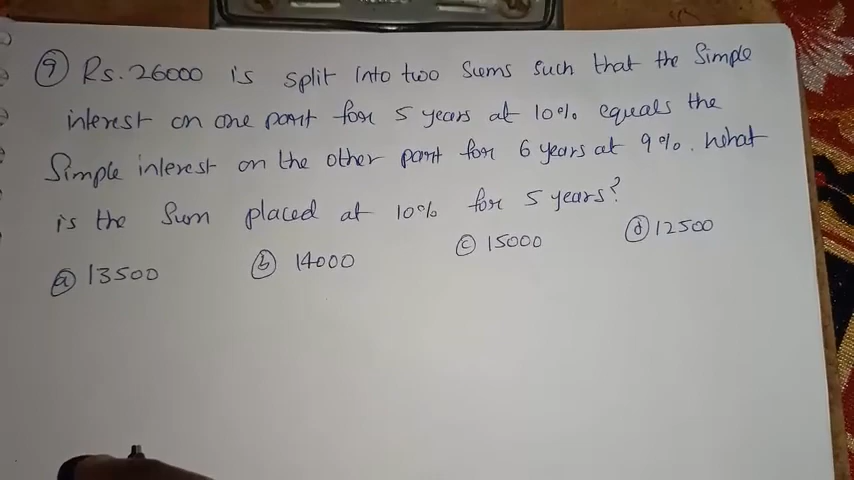 9 Rs. 26000 is split into two sums such that the Simple
interest on one part for 5 years at 10% equals the
Simple interest on the other part for 6 years at 9%. What
is the Sum placed at 10% for 5 years?
a 13500 b 14000 c 15000 d 12500